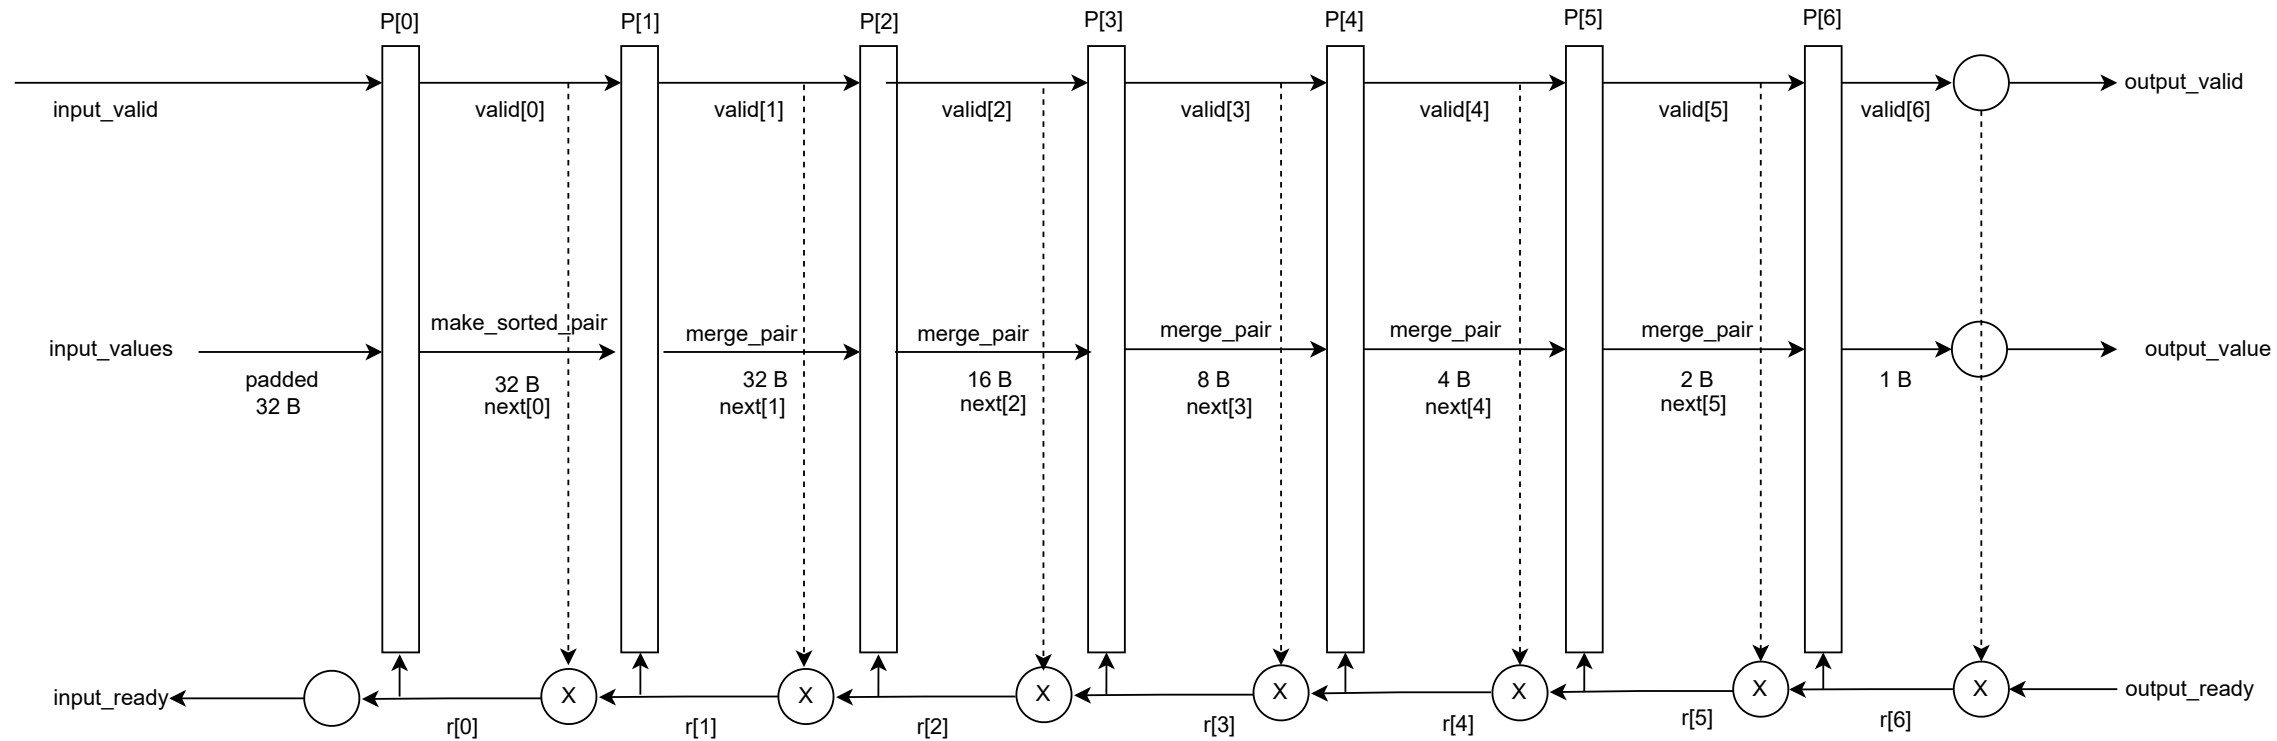 P[0]
P[1]
P[2]
P[3]
P[4]
P[5]
P[6]
input_valid
valid[0]
valid[1]
valid[2]
valid[3]
valid[4]
valid[5]
valid[6]
output_valid
input_values
make_sorted_pair
merge_pair
merge_pair
merge_pair
merge_pair
merge_pair
output_value
padded
32 B
32 B
next[0]
32 B
next[1]
16 B
next[2]
8 B
next[3]
4 B
next[4]
2 B
next[5]
1 B
input_ready
X
X
X
X
X
X
X
output_ready
r[0]
r[1]
r[2]
r[3]
r[4]
r[5]
r[6]